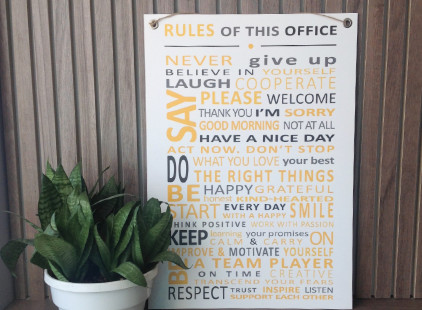 RULES OF THIS OFFICE
NEVER give up
BELIEVE IN YOURSELF
LAUGH COOPERATE
SAY PLEASE WELCOME
THANK YOU I'M SORRY
GOOD MORNING NOT AT ALL
HAVE A NICE DAY
ACT NOW. DON'T STOP
DO WHAT YOU LOVE your best
THE RIGHT THINGS
BE HAPPY GRATEFUL
honest KIND-HEARTED
START EVERY DAY SMILE
WITH A HAPPY
THINK POSITIVE WORK WITH PASSION
KEEP learning your promises
CALM & CARRY ON
IMPROVE & MOTIVATE YOURSELF
BE A TEAM PLAYER
ON TIME CREATIVE
TRANSCEND YOUR YEARS
RESPECT TRUST INSPIRE LISTEN
SUPPORT EACH OTHER